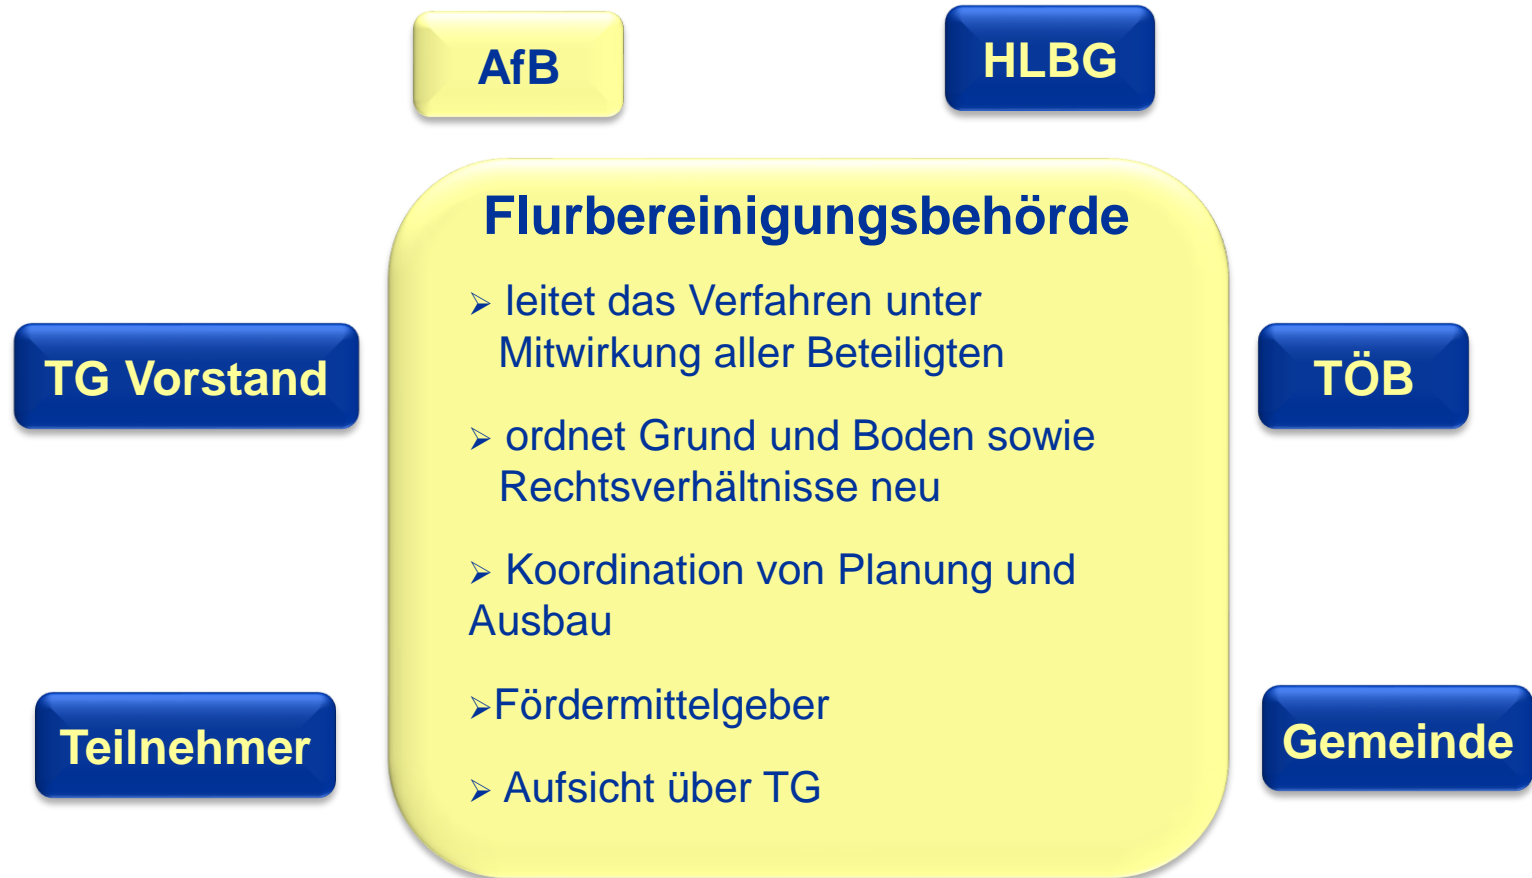 AfB
HLBG
Flurbereinigungsbehörde
➢ leitet das Verfahren unter
Mitwirkung aller Beteiligten
➢ ordnet Grund und Boden sowie
Rechtsverhältnisse neu
➢ Koordination von Planung und
Ausbau
➢Fördermittelgeber
➢ Aufsicht über TG
TG Vorstand
TÖB
Teilnehmer
Gemeinde